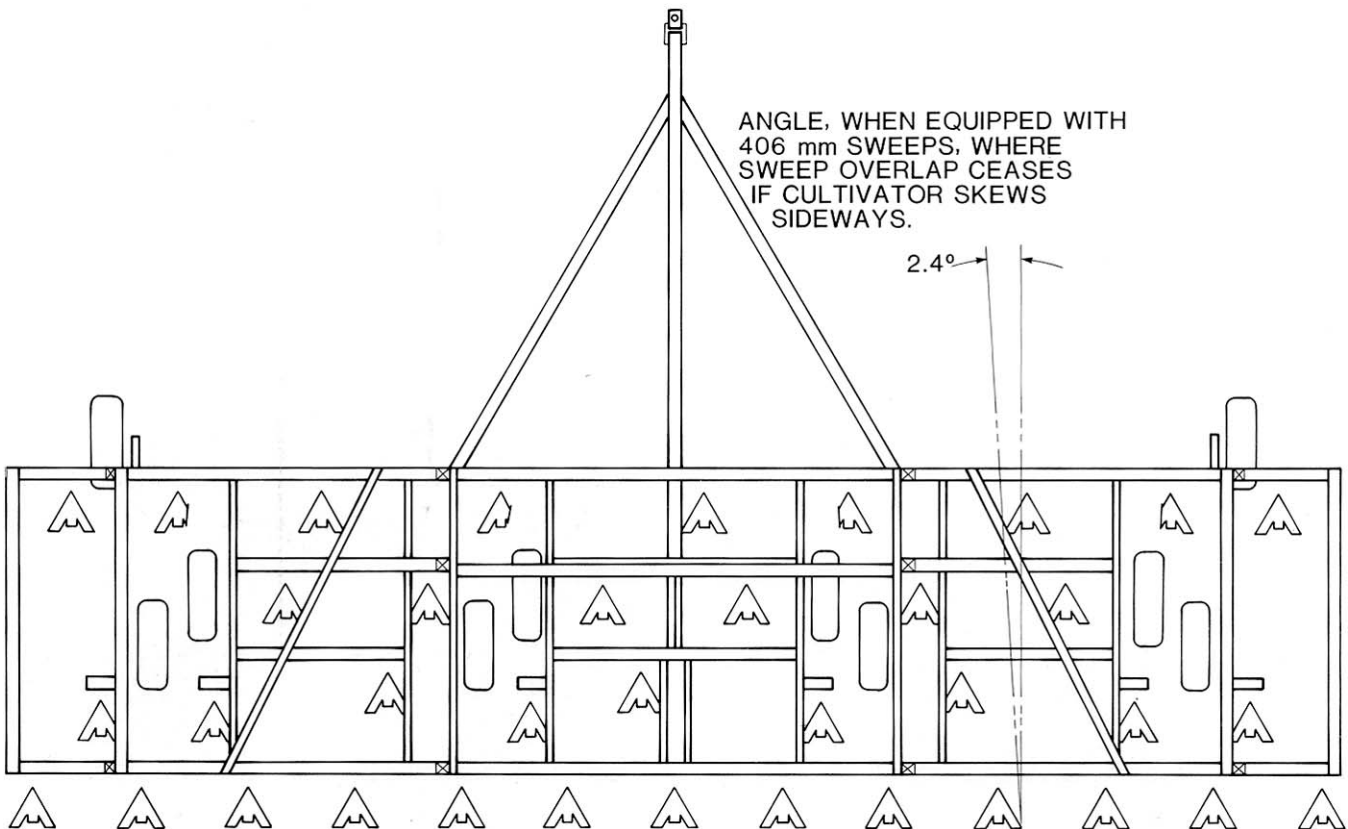 ANGLE, WHEN EQUIPPED WITH
406 mm SWEEPS, WHERE
SWEEP OVERLAP CEASES
IF CULTIVATOR SKEWS
SIDEWAYS.
2.4°